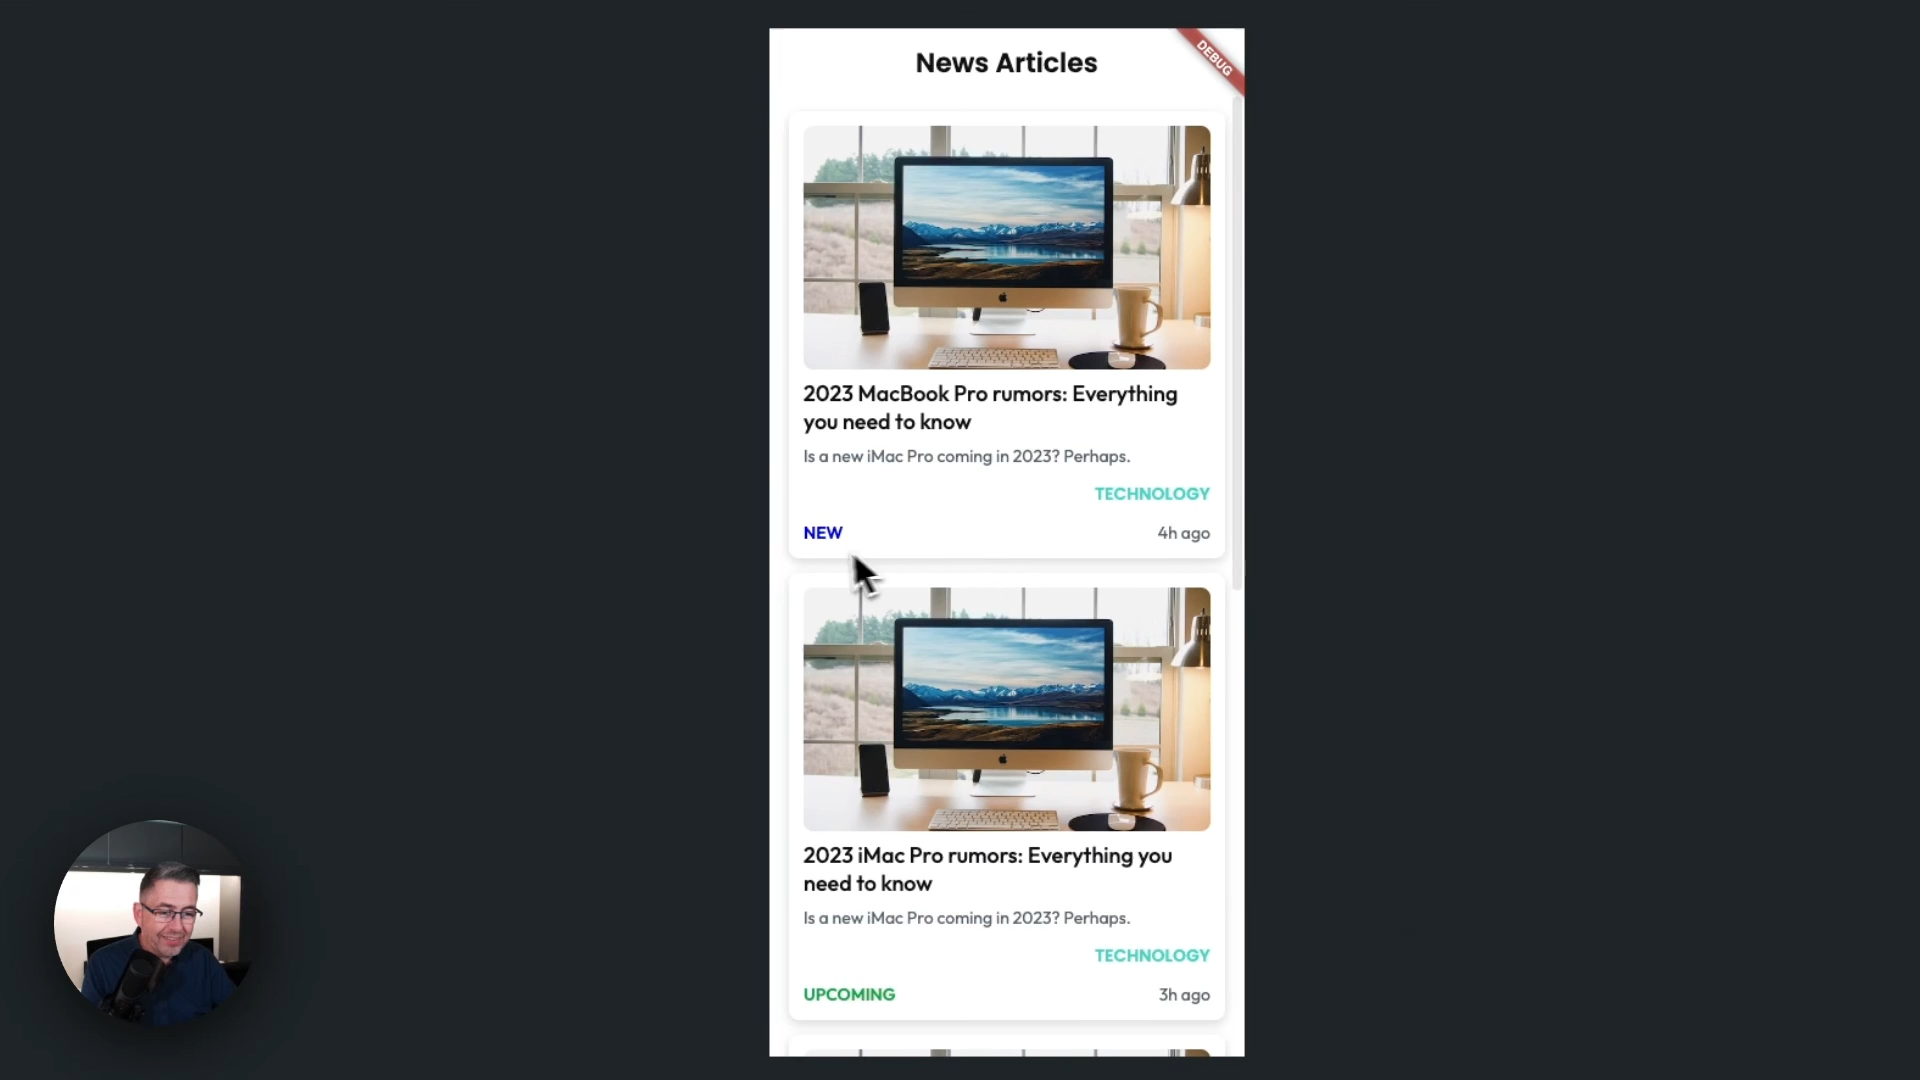 News Articles
DEBUG
2023 MacBook Pro rumors: Everything
you need to know
Is a new iMac Pro coming in 2023? Perhaps.
TECHNOLOGY
NEW
4h ago
2023 iMac Pro rumors: Everything you
need to know
Is a new iMac Pro coming in 2023? Perhaps.
TECHNOLOGY
UPCOMING
3h ago